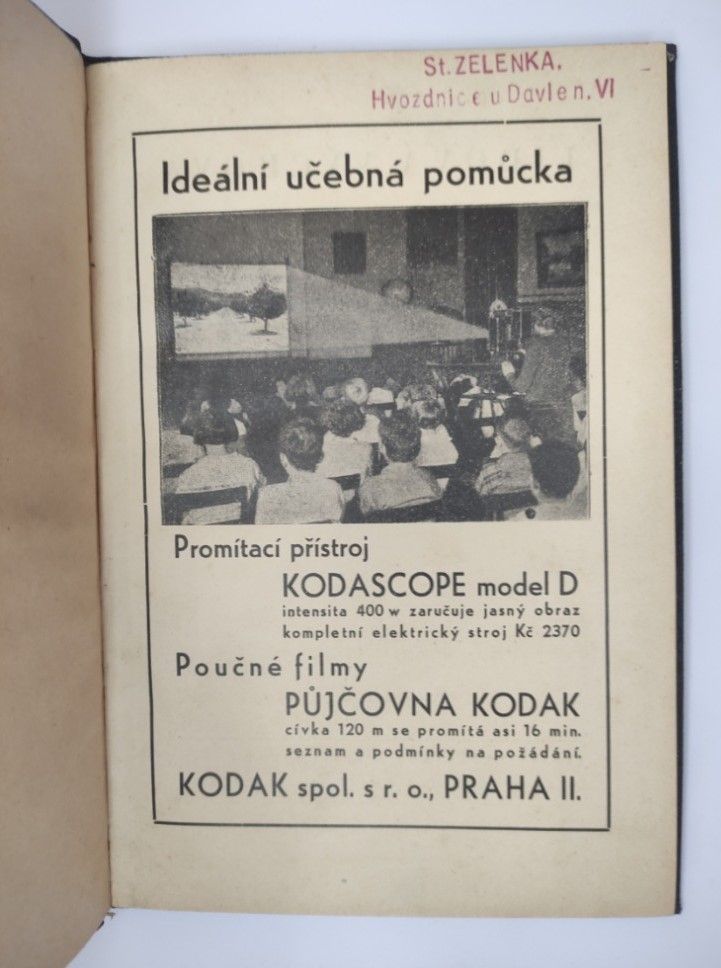 St. ZELENKA.
Hvozdnice u Davle n. Vl
Ideální učebná pomůcka
Promítací přístroj
KODASCOPE model D
intensita 400 w zaručuje jasný obraz
kompletní elektrický stroj Kč 2370
Poučné filmy
PŮJČOVNA KODAK
cívka 120 m se promítá asi 16 min.
seznam a podmínky na požádání.
KODAK spol. s r. o., PRAHA II.